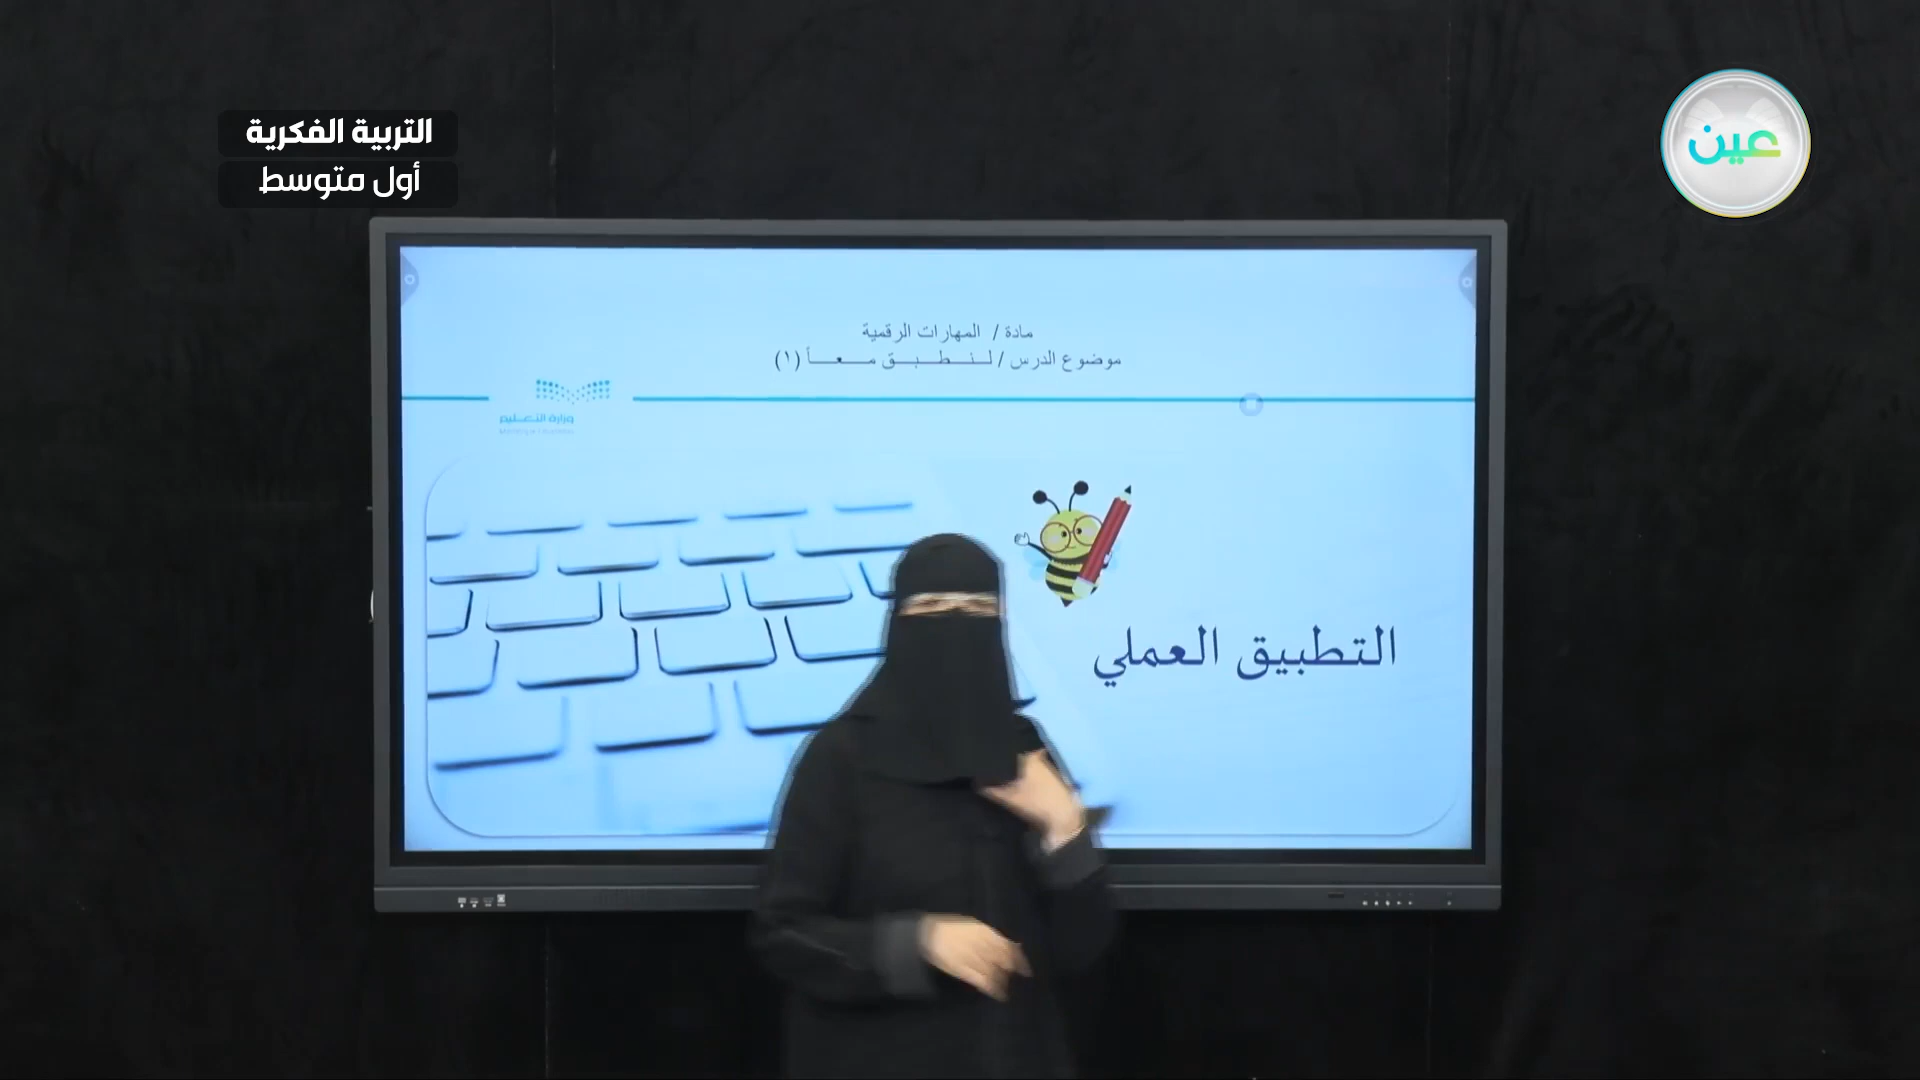 التربية الفكرية
أول متوسط
عين
مادة / المهارات الرقمية
موضوع الدرس / لنطبق معاً (١)
وزارة التعليم
التطبيق العملي